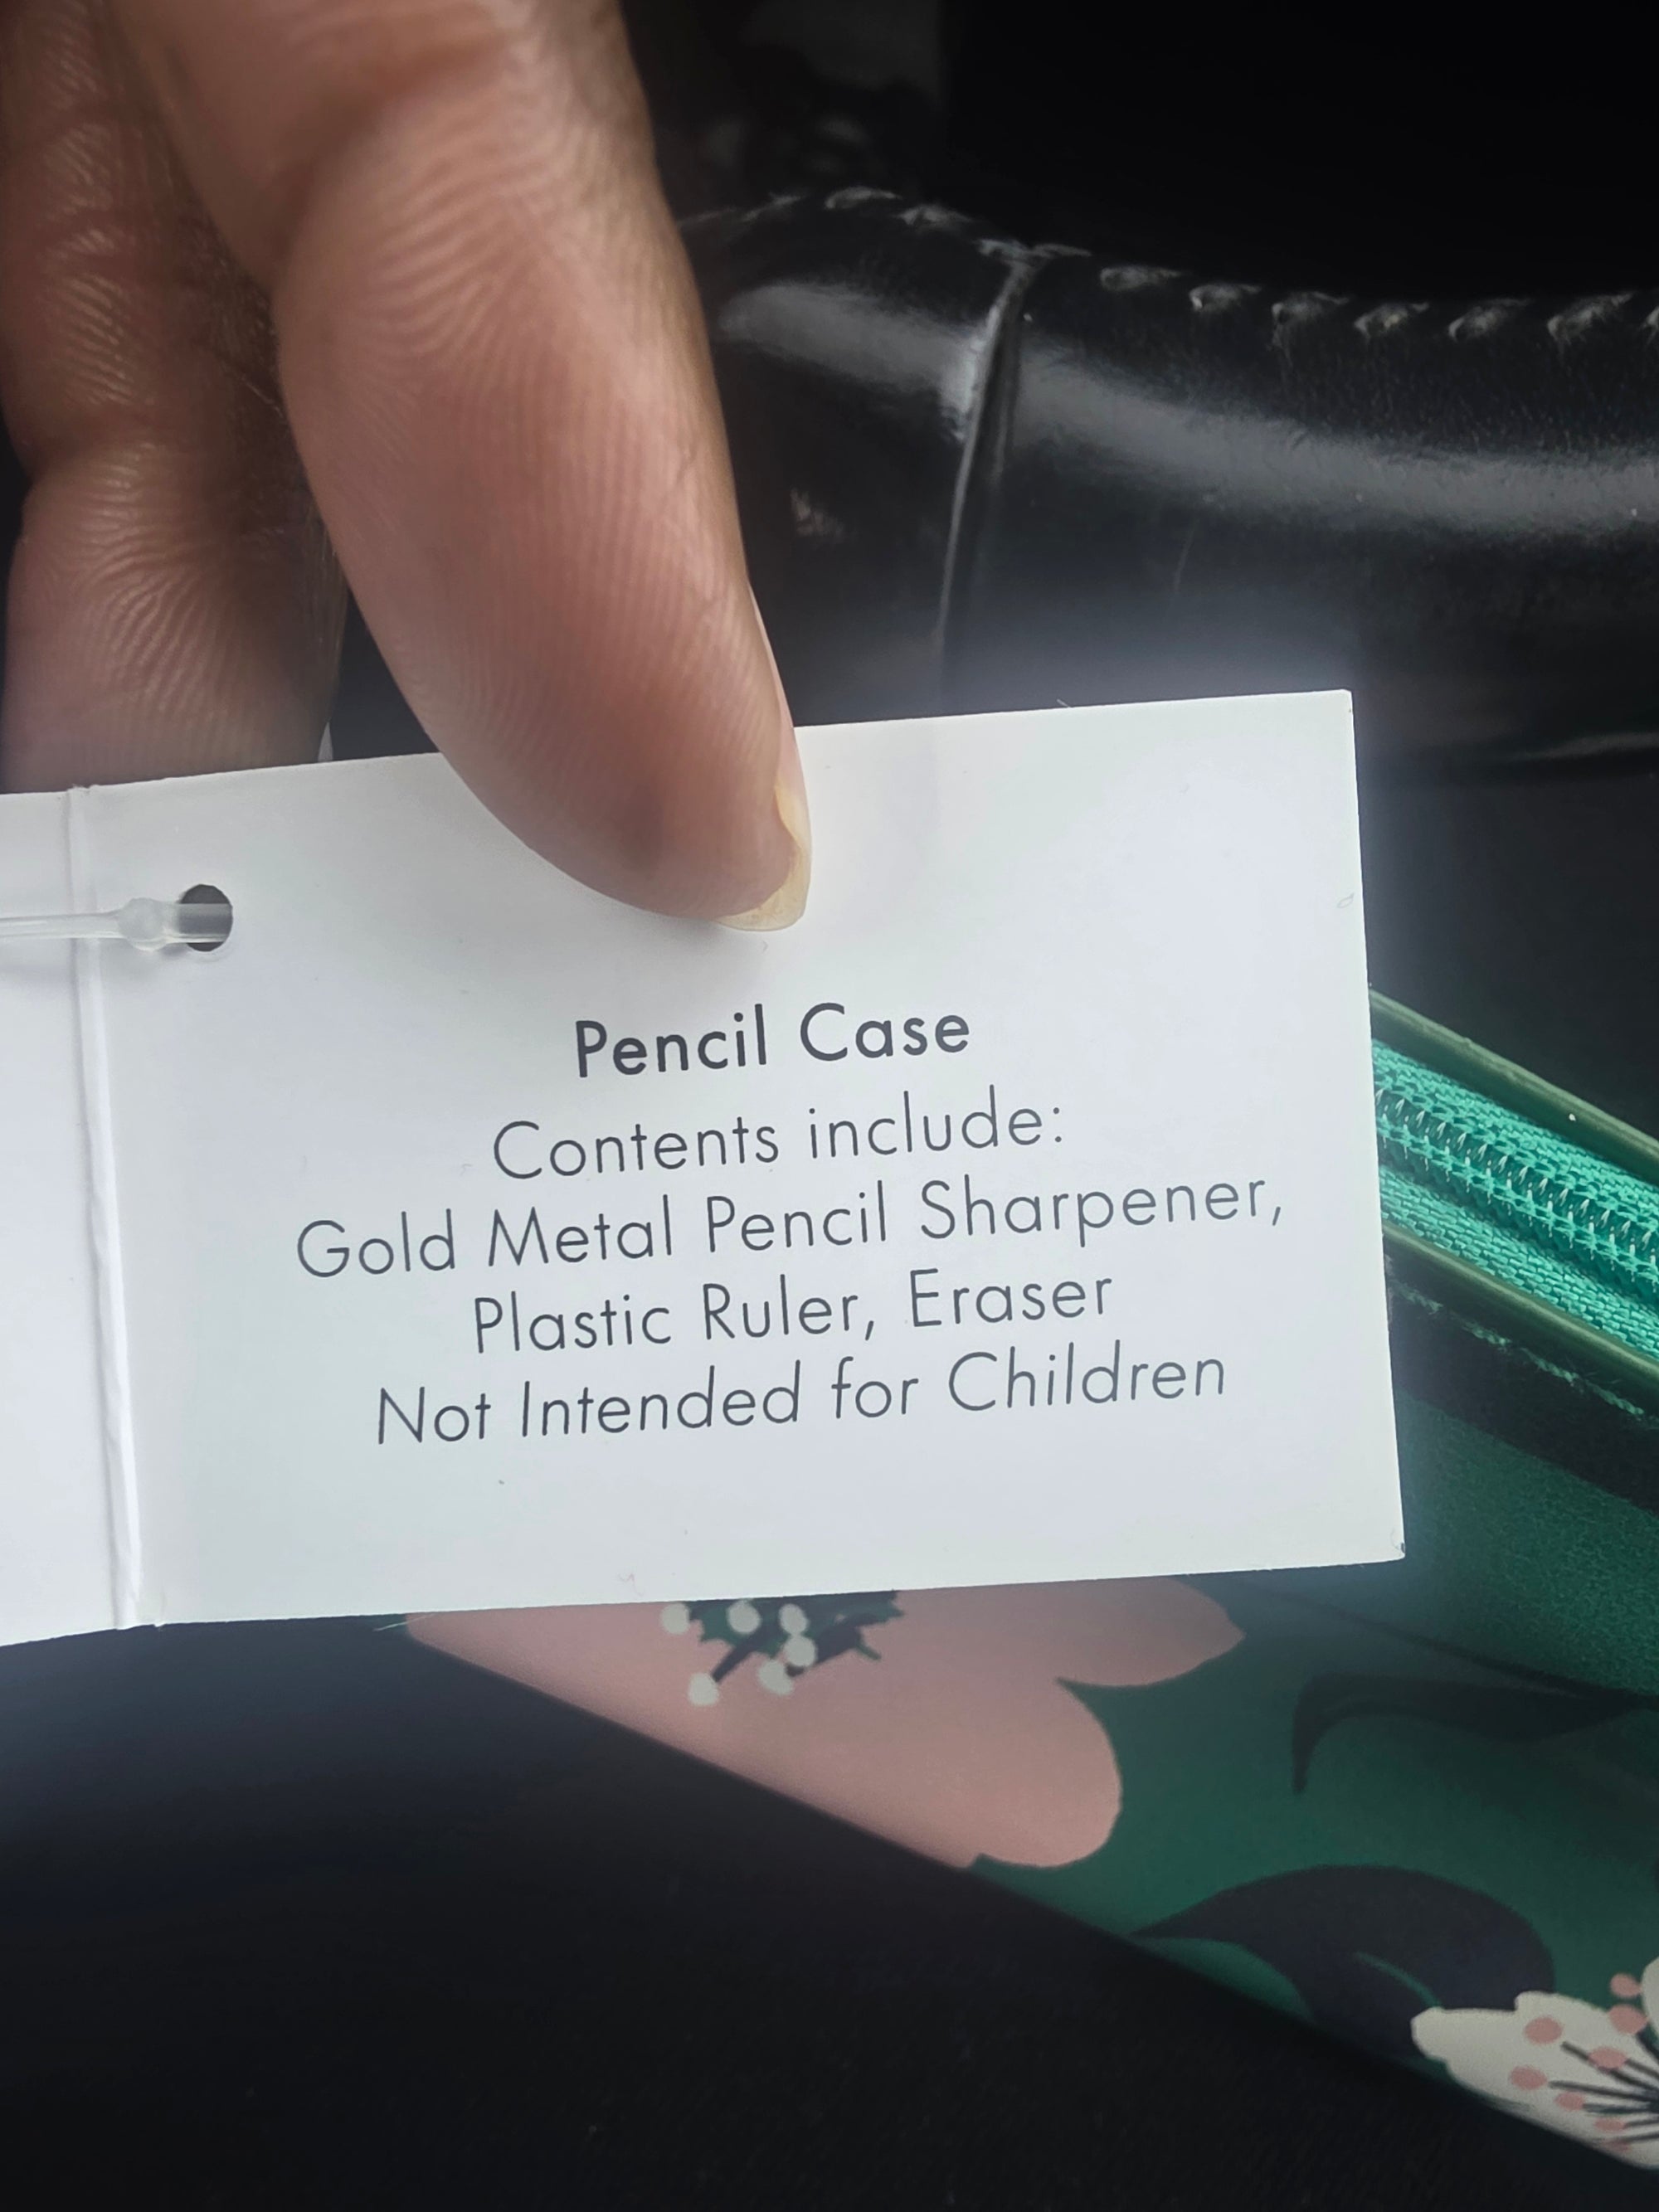 Pencil Case
Contents include:
Gold Metal Pencil Sharpener,
Plastic Ruler, Eraser
Not Intended for Children